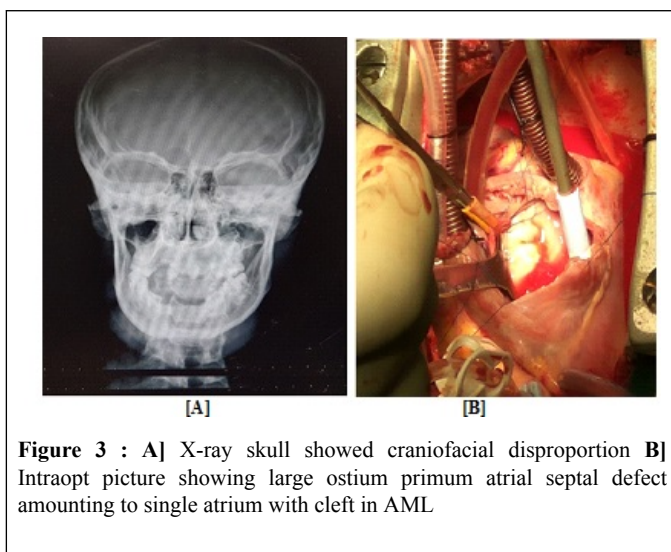 [A] [B]
Figure 3 : A] X-ray skull showed craniofacial disproportion B]
Intraopt picture showing large ostium primum atrial septal defect
amounting to single atrium with cleft in AML